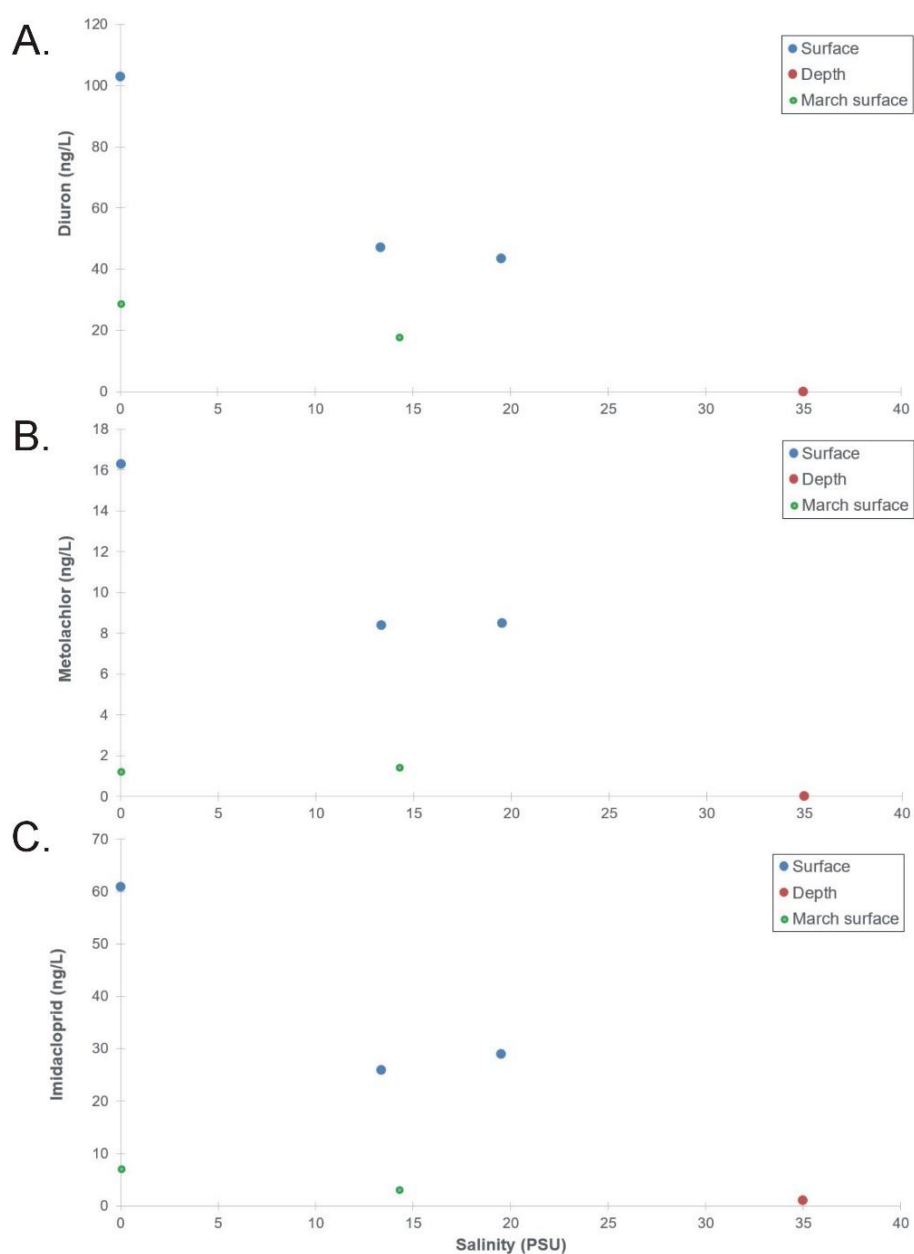 A.
120
100
80
60
40
20
0
Diuron (ng/L)
Surface
Depth
March surface
0 5 10 15 20 25 30 35 40
B.
18
16
14
12
10
8
6
4
2
0
Metolachlor (ng/L)
Surface
Depth
March surface
0 5 10 15 20 25 30 35 40
C.
70
60
50
40
30
20
10
0
Imidacloprid (ng/L)
Surface
Depth
March surface
0 5 10 15 20 25 30 35 40
Salinity (PSU)